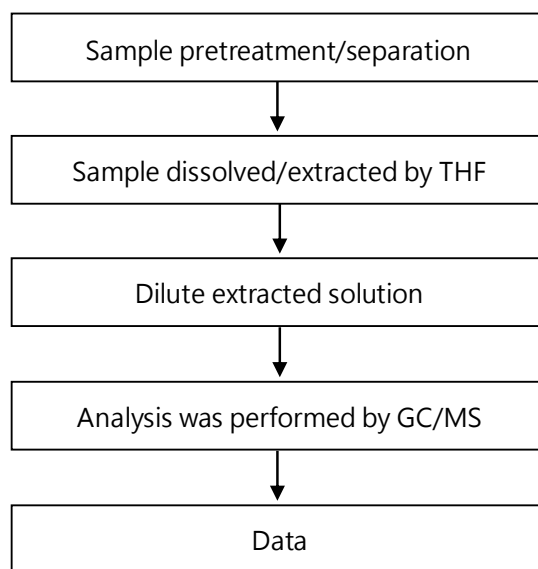 Sample pretreatment/separation
Sample dissolved/extracted by THF
Dilute extracted solution
Analysis was performed by GC/MS
Data